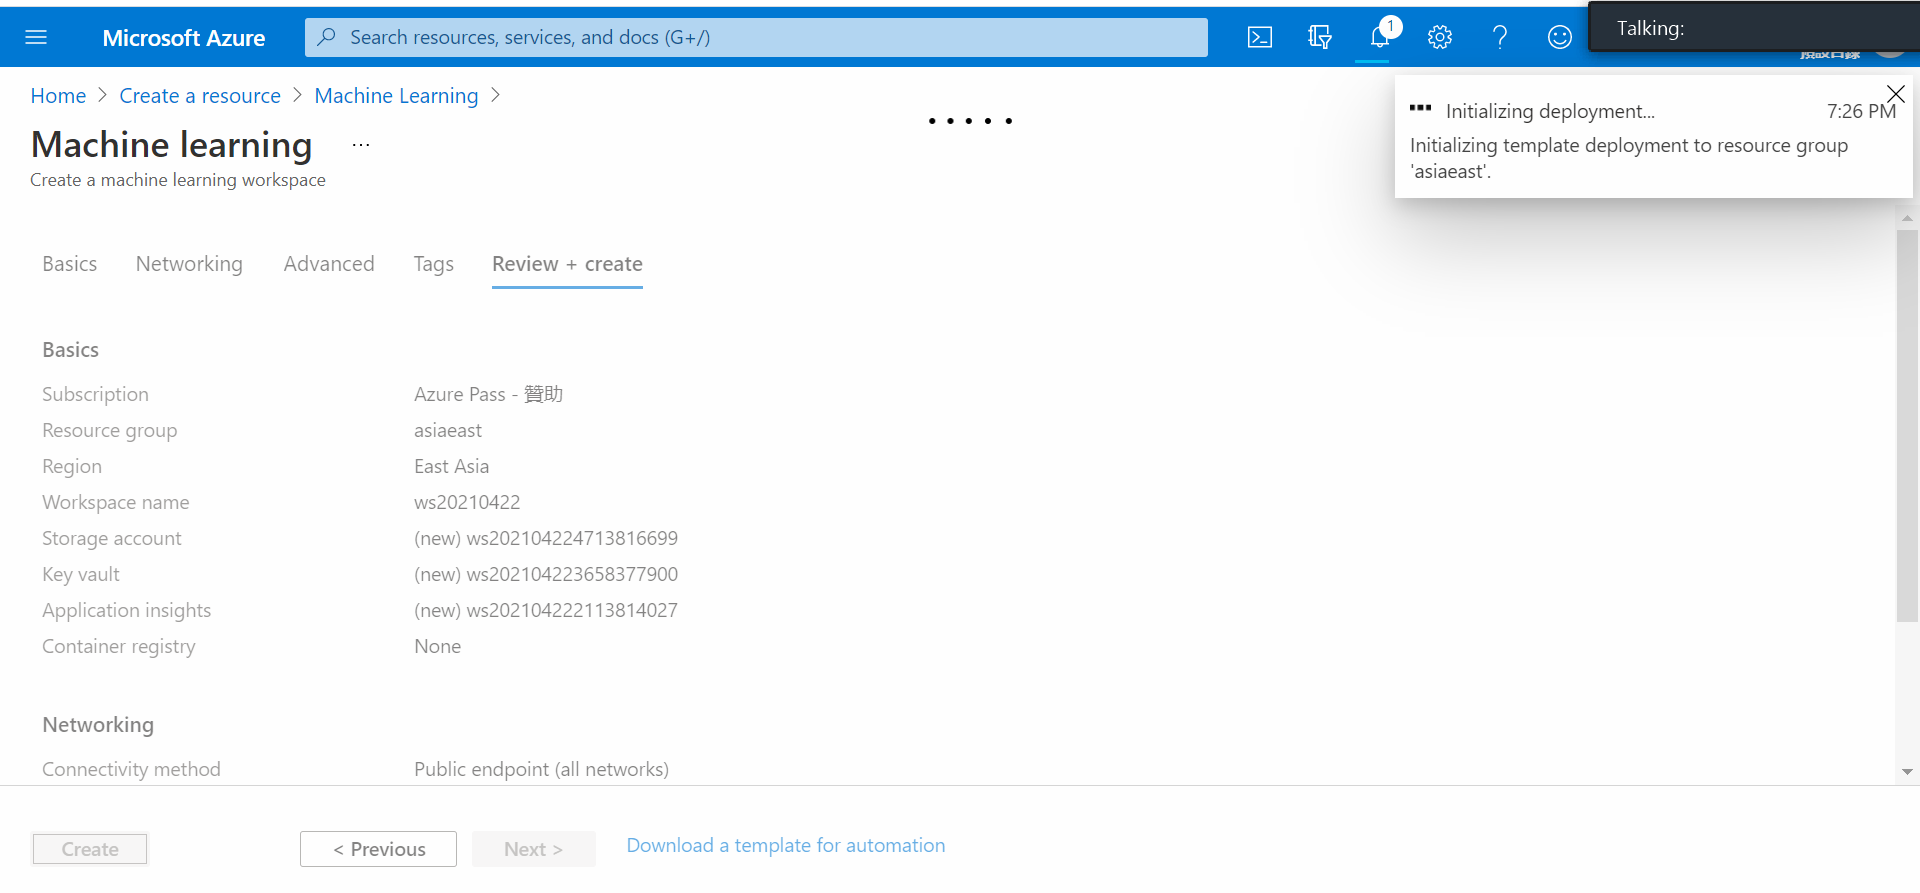 Microsoft Azure
Search resources, services, and docs (G+/)
1
Talking:
Home > Create a resource > Machine Learning >
Machine learning ...
Create a machine learning workspace
Initializing deployment...
7:26 PM
Initializing template deployment to resource group
'asiaeast'.
Basics
Networking
Advanced
Tags
Review + create
Basics
Subscription
Azure Pass - 贊助
Resource group
asiaeast
Region
East Asia
Workspace name
ws20210422
Storage account
(new) ws202104224713816699
Key vault
(new) ws202104223658377900
Application insights
(new) ws202104222113814027
Container registry
None
Networking
Connectivity method
Public endpoint (all networks)
Create
< Previous
Next >
Download a template for automation